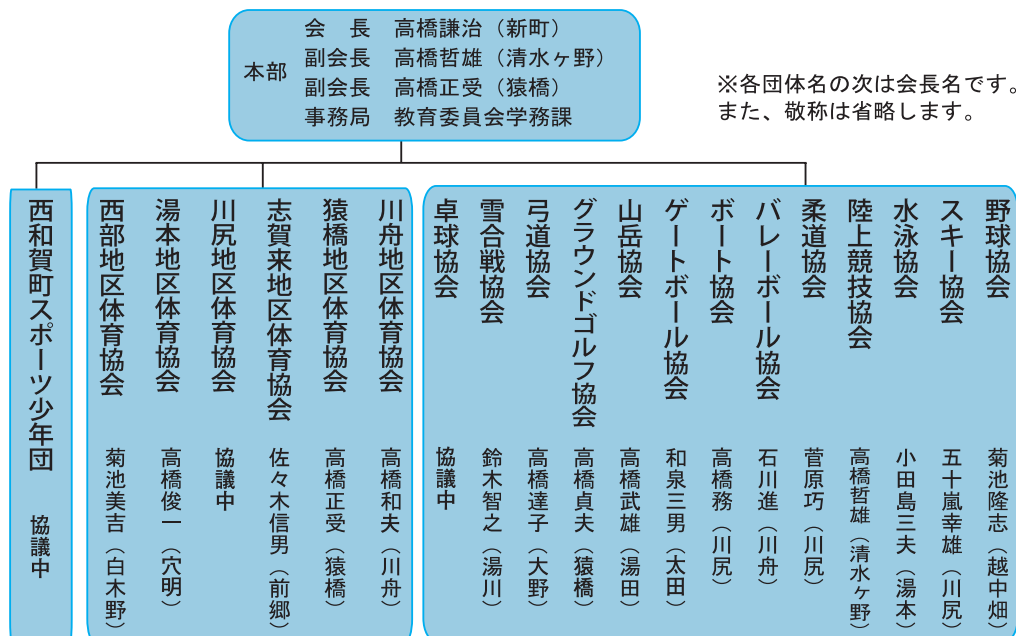 本部
会　長　高橋謙治（新町）
副会長　高橋哲雄（清水ヶ野）
副会長　高橋正受（猿橋）
事務局　教育委員会学務課
※各団体名の次は会長名です。
また、敬称は省略します。
野球協会　菊池隆志（越中畑）
スキー協会　五十嵐幸雄（川尻）
水泳協会　小田島三夫（湯本）
陸上競技協会　高橋哲雄（清水ヶ野）
柔道協会　菅原巧（川尻）
バレーボール協会　石川進（川舟）
ボート協会　高橋務（川尻）
ゲートボール協会　和泉三男（太田）
山岳協会　高橋武雄（湯田）
グラウンドゴルフ協会　高橋貞夫（猿橋）
弓道協会　高橋達子（大野）
雪合戦協会　鈴木智之（湯川）
卓球協会　協議中
川舟地区体育協会　高橋和夫（川舟）
猿橋地区体育協会　高橋正受（猿橋）
志賀来地区体育協会　佐々木信男（前郷）
川尻地区体育協会　協議中
湯本地区体育協会　高橋俊一（穴明）
西部地区体育協会　菊池美吉（白木野）
西和賀町スポーツ少年団　協議中